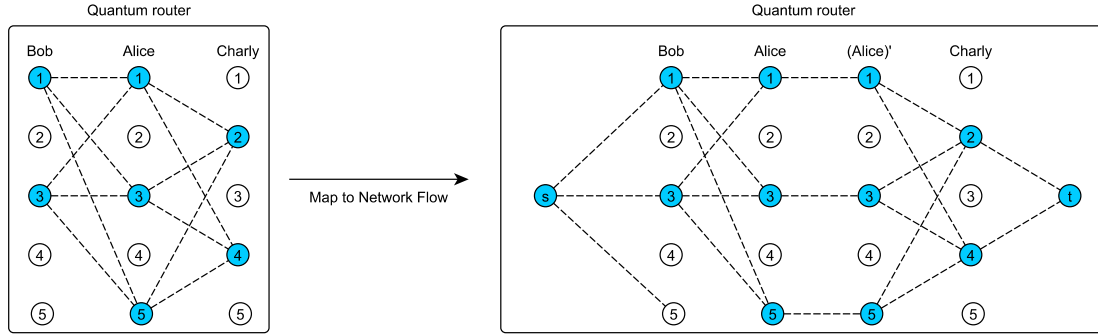 Quantum router
Bob Alice Charly
1 1 1
2 2 2
3 3 3
4 4 4
5 5 5
Map to Network Flow
Quantum router
Bob Alice (Alice)' Charly
1 1 1 1
2 2 2 2
s 3 3 3 3 t
4 4 4 4
5 5 5 5